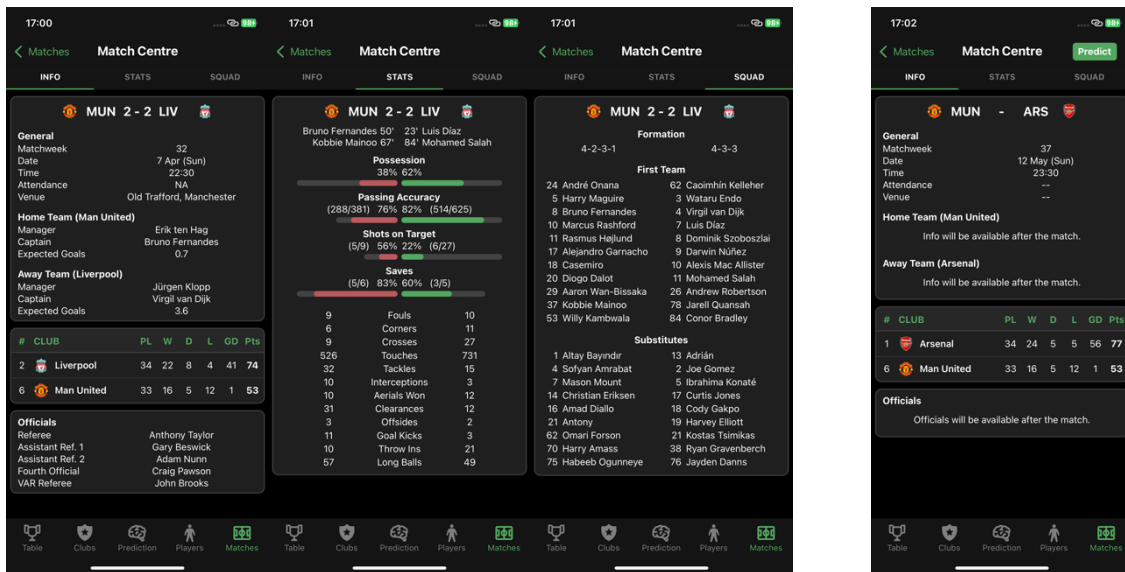 17:00
98+
Matches
Match Centre
INFO STATS SQUAD
MUN 2 - 2 LIV
General
Matchweek 32
Date 7 Apr (Sun)
Time 22:30
Attendance NA
Venue Old Trafford, Manchester
Home Team (Man United)
Manager Erik ten Hag
Captain Bruno Fernandes
Expected Goals 0.7
Away Team (Liverpool)
Manager Jürgen Klopp
Captain Virgil van Dijk
Expected Goals 3.6
# CLUB PL W D L GD Pts
2 Liverpool 34 22 8 4 41 74
6 Man United 33 16 5 12 1 53
Officials
Referee Anthony Taylor
Assistant Ref. 1 Gary Beswick
Assistant Ref. 2 Adam Nunn
Fourth Official Craig Pawson
VAR Referee John Brooks
Table Clubs Prediction Players Matches
17:01
98+
Matches
Match Centre
INFO STATS SQUAD
MUN 2 - 2 LIV
Bruno Fernandes 50' 23' Luis Díaz
Kobbie Mainoo 67' 84' Mohamed Salah
Possession
38% 62%
Passing Accuracy
(288/381) 76% 82% (514/625)
Shots on Target
(5/9) 56% 22% (6/27)
Saves
(5/6) 83% 60% (3/5)
9 Fouls 10
6 Corners 11
9 Crosses 27
526 Touches 731
32 Tackles 15
10 Interceptions 3
10 Aerials Won 12
31 Clearances 12
3 Offsides 2
11 Goal Kicks 3
10 Throw Ins 21
57 Long Balls 49
Table Clubs Prediction Players Matches
17:01
98+
Matches
Match Centre
INFO STATS SQUAD
MUN 2 - 2 LIV
Formation
4-2-3-1 4-3-3
First Team
24 André Onana 62 Caoimhín Kelleher
5 Harry Maguire 3 Wataru Endo
8 Bruno Fernandes 4 Virgil van Dijk
10 Marcus Rashford 7 Luis Díaz
11 Rasmus Højlund 8 Dominik Szoboszlai
17 Alejandro Garnacho 9 Darwin Núñez
18 Casemiro 10 Alexis Mac Allister
20 Diogo Dalot 11 Mohamed Salah
29 Aaron Wan-Bissaka 26 Andrew Robertson
37 Kobbie Mainoo 78 Jarell Quansah
53 Willy Kambwala 84 Conor Bradley
Substitutes
1 Altay Bayındır 13 Adrián
4 Sofyan Amrabat 2 Joe Gomez
7 Mason Mount 5 Ibrahima Konaté
14 Christian Eriksen 17 Curtis Jones
16 Amad Diallo 18 Cody Gakpo
21 Antony 19 Harvey Elliott
62 Omari Forson 21 Kostas Tsimikas
70 Harry Amass 38 Ryan Gravenberch
75 Habeeb Ogunneye 76 Jayden Danns
Table Clubs Prediction Players Matches
17:02
98+
Matches
Match Centre
Predict
INFO STATS SQUAD
MUN - ARS
General
Matchweek 37
Date 12 May (Sun)
Time 23:30
Attendance --
Venue --
Home Team (Man United)
Info will be available after the match.
Away Team (Arsenal)
Info will be available after the match.
# CLUB PL W D L GD Pts
1 Arsenal 34 24 5 5 56 77
6 Man United 33 16 5 12 1 53
Officials
Officials will be available after the match.
Table Clubs Prediction Players Matches